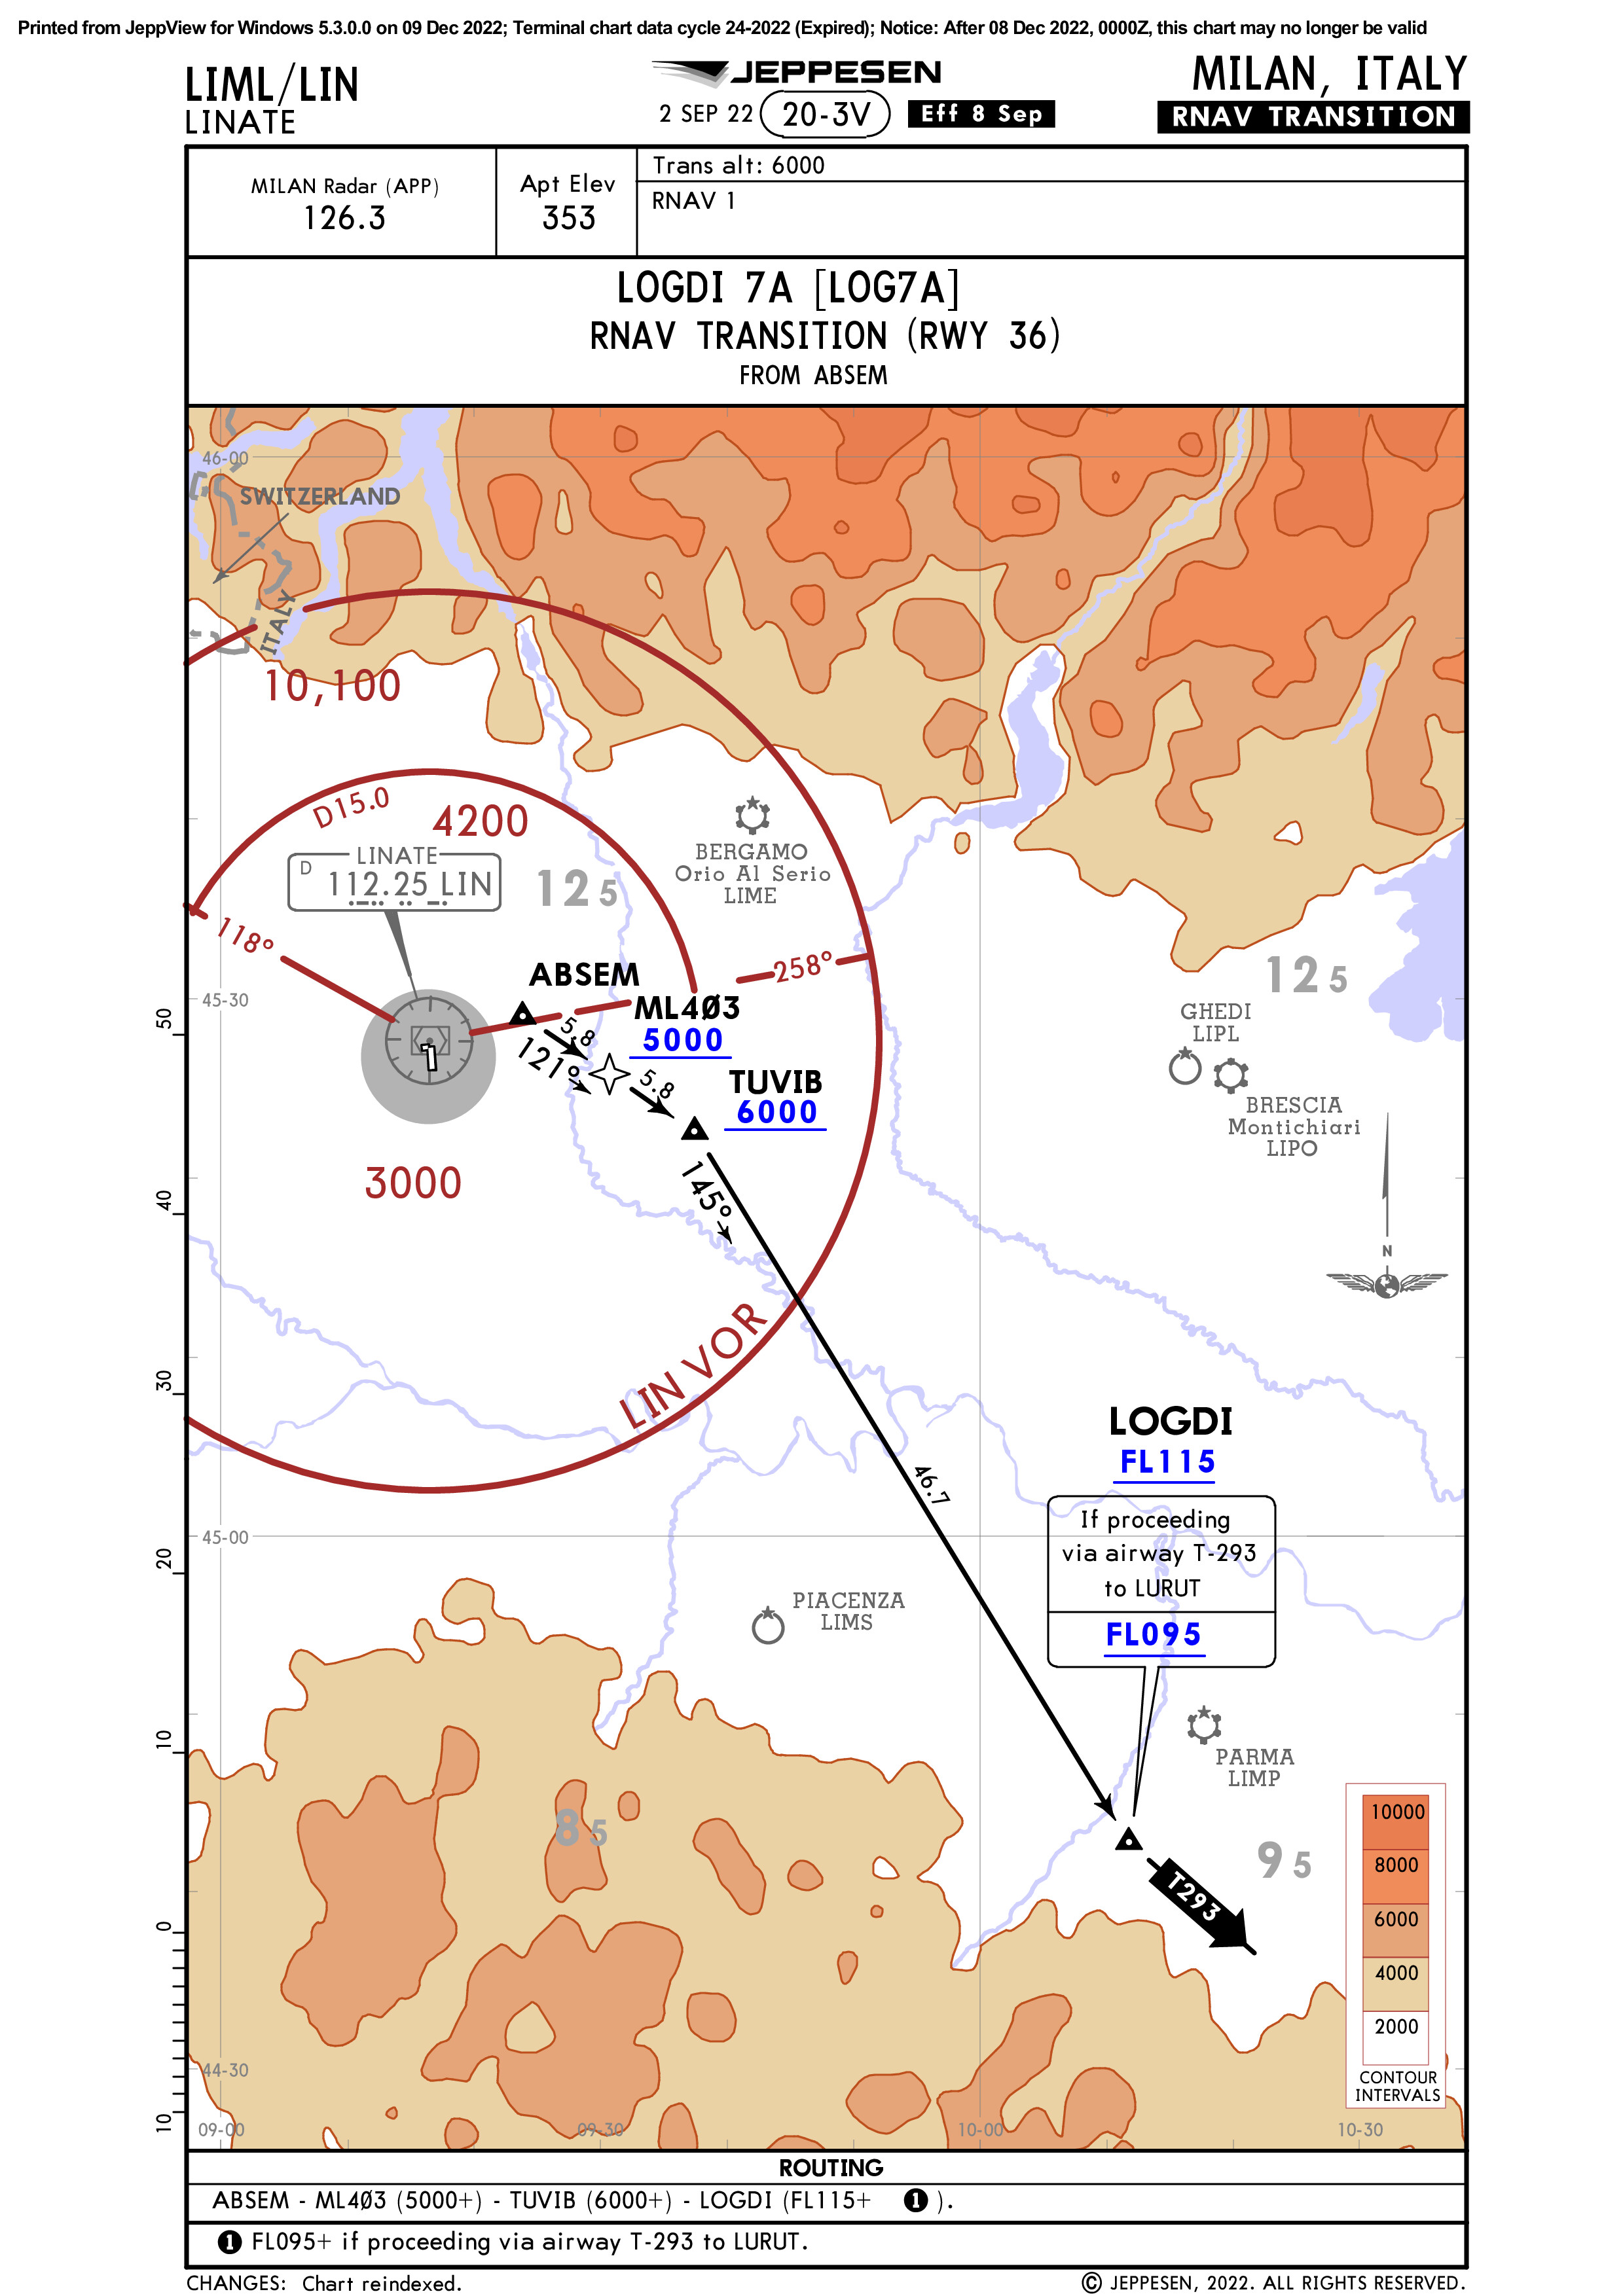 Printed from JeppView for Windows 5.3.0.0 on 09 Dec 2022; Terminal chart data cycle 24-2022 (Expired); Notice: After 08 Dec 2022, 0000Z, this chart may no longer be valid
LIML/LIN
LINATE
JEPPESEN
2 SEP 22
20-3V
Eff 8 Sep
MILAN, ITALY
RNAV TRANSITION
MILAN Radar (APP)
126.3
Apt Elev
353
Trans alt: 6000
RNAV 1
LOGDI 7A [LOG7A]
RNAV TRANSITION (RWY 36)
FROM ABSEM
46-00
SWITZERLAND
ITALY
10,100
D15.0
4200
LINATE
D 112.25 LIN
125
BERGAMO
Orio Al Serio
LIME
118°
258°
ABSEM
45-30
ML4Ø3
5000
5.8
121°
5.8
TUVIB
6000
125
GHEDI
LIPL
BRESCIA
Montichiari
LIPO
50
3000
145°
40
N
LIN VOR
30
LOGDI
FL115
46.7
If proceeding
via airway T-293
to LURUT
FL095
45-00
20
PIACENZA
LIMS
10
PARMA
LIMP
85
95
T293
0
10000
8000
6000
4000
2000
CONTOUR
INTERVALS
44-30
10
09-00
09-30
10-00
10-30
ROUTING
ABSEM - ML4Ø3 (5000+) - TUVIB (6000+) - LOGDI (FL115+ 1 ).
1 FL095+ if proceeding via airway T-293 to LURUT.
CHANGES: Chart reindexed.
© JEPPESEN, 2022. ALL RIGHTS RESERVED.